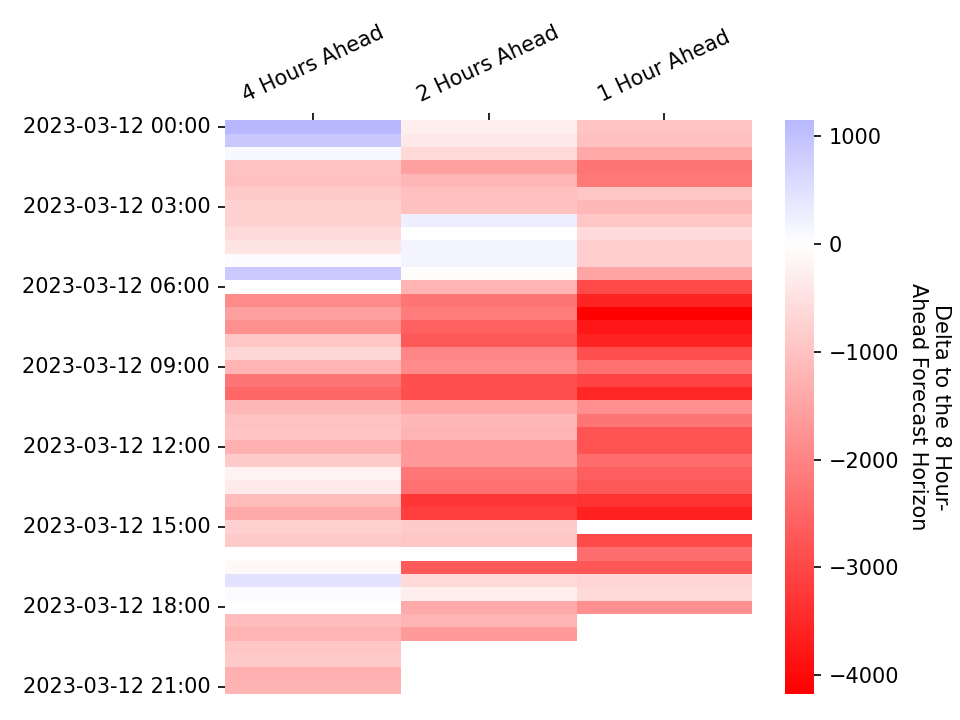 4 Hours Ahead
2 Hours Ahead
1 Hour Ahead
2023-03-12 00:00
2023-03-12 03:00
2023-03-12 06:00
2023-03-12 09:00
2023-03-12 12:00
2023-03-12 15:00
2023-03-12 18:00
2023-03-12 21:00
1000
0
−1000
−2000
−3000
−4000
Delta to the 8 Hour-
Ahead Forecast Horizon